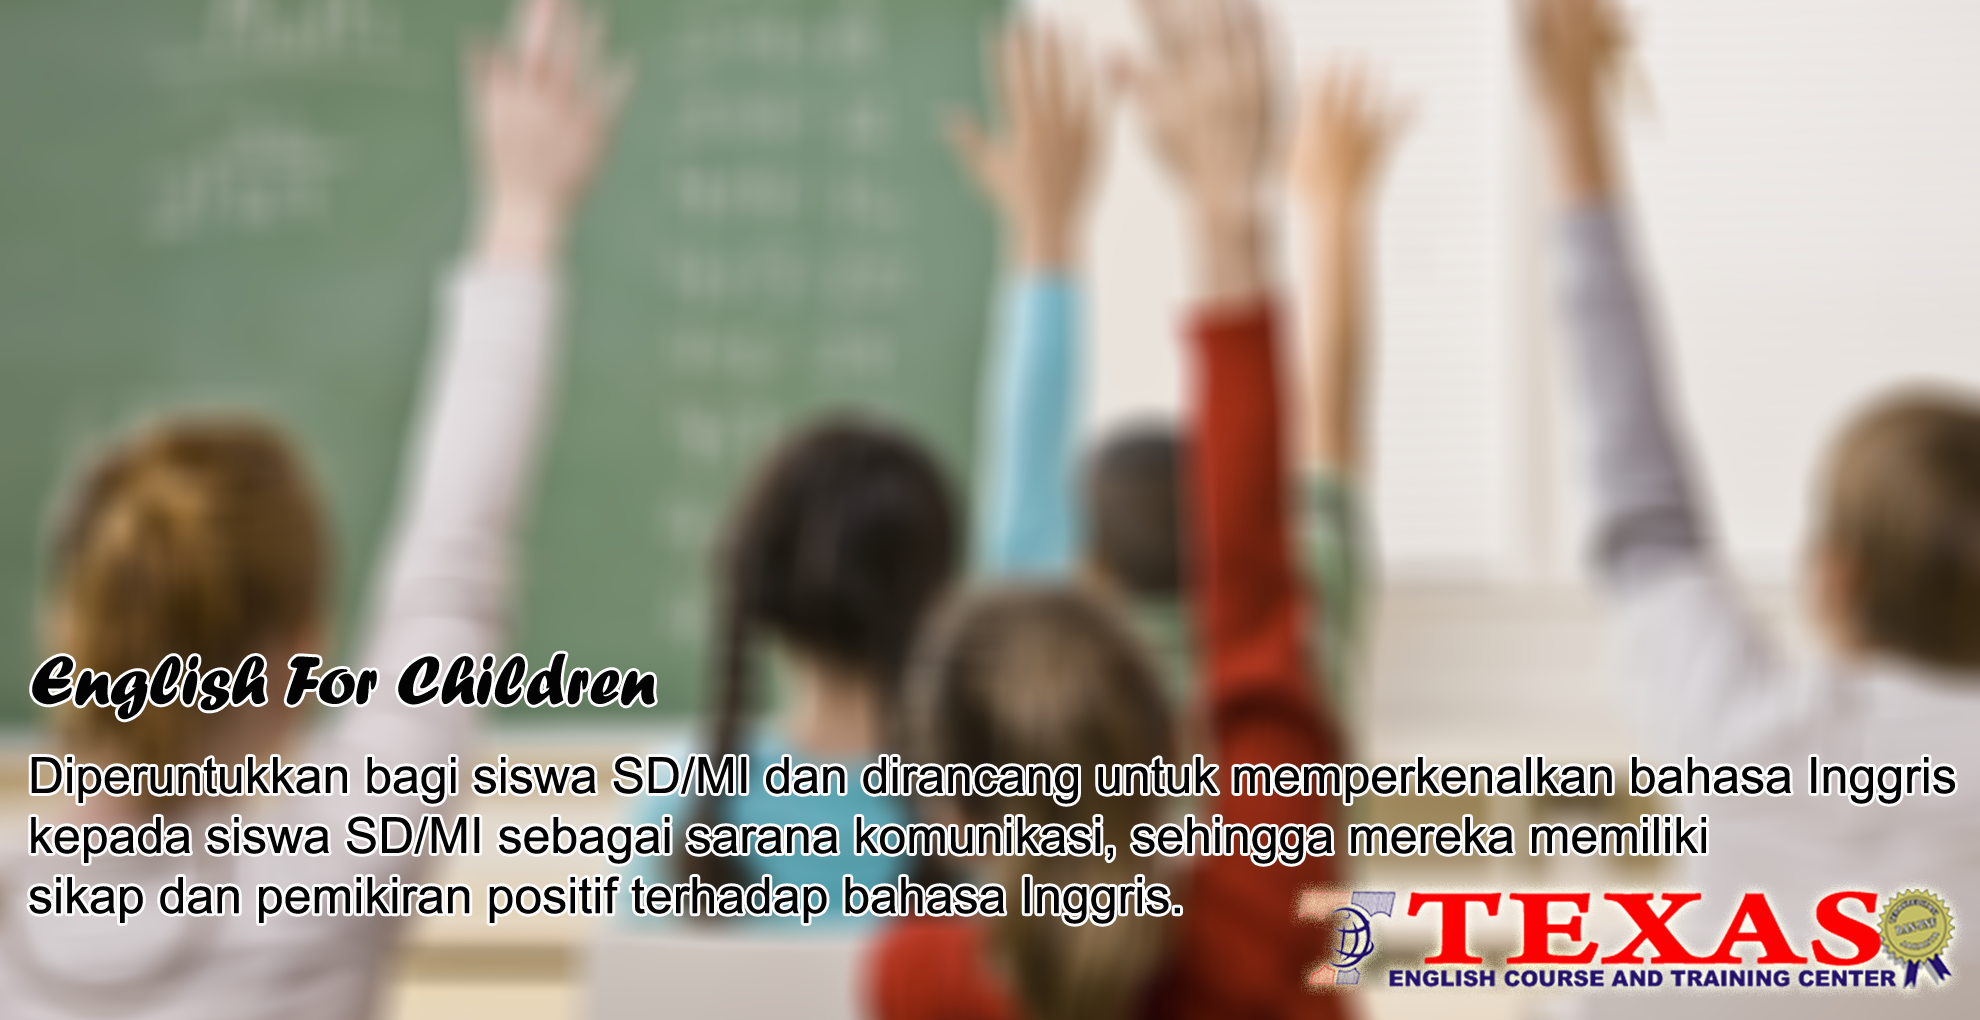 English For Children
Diperuntukkan bagi siswa SD/MI dan dirancang untuk memperkenalkan bahasa Inggris
kepada siswa SD/MI sebagai sarana komunikasi, sehingga mereka memiliki
sikap dan pemikiran positif terhadap bahasa Inggris.
TEXAS
ENGLISH COURSE AND TRAINING CENTER